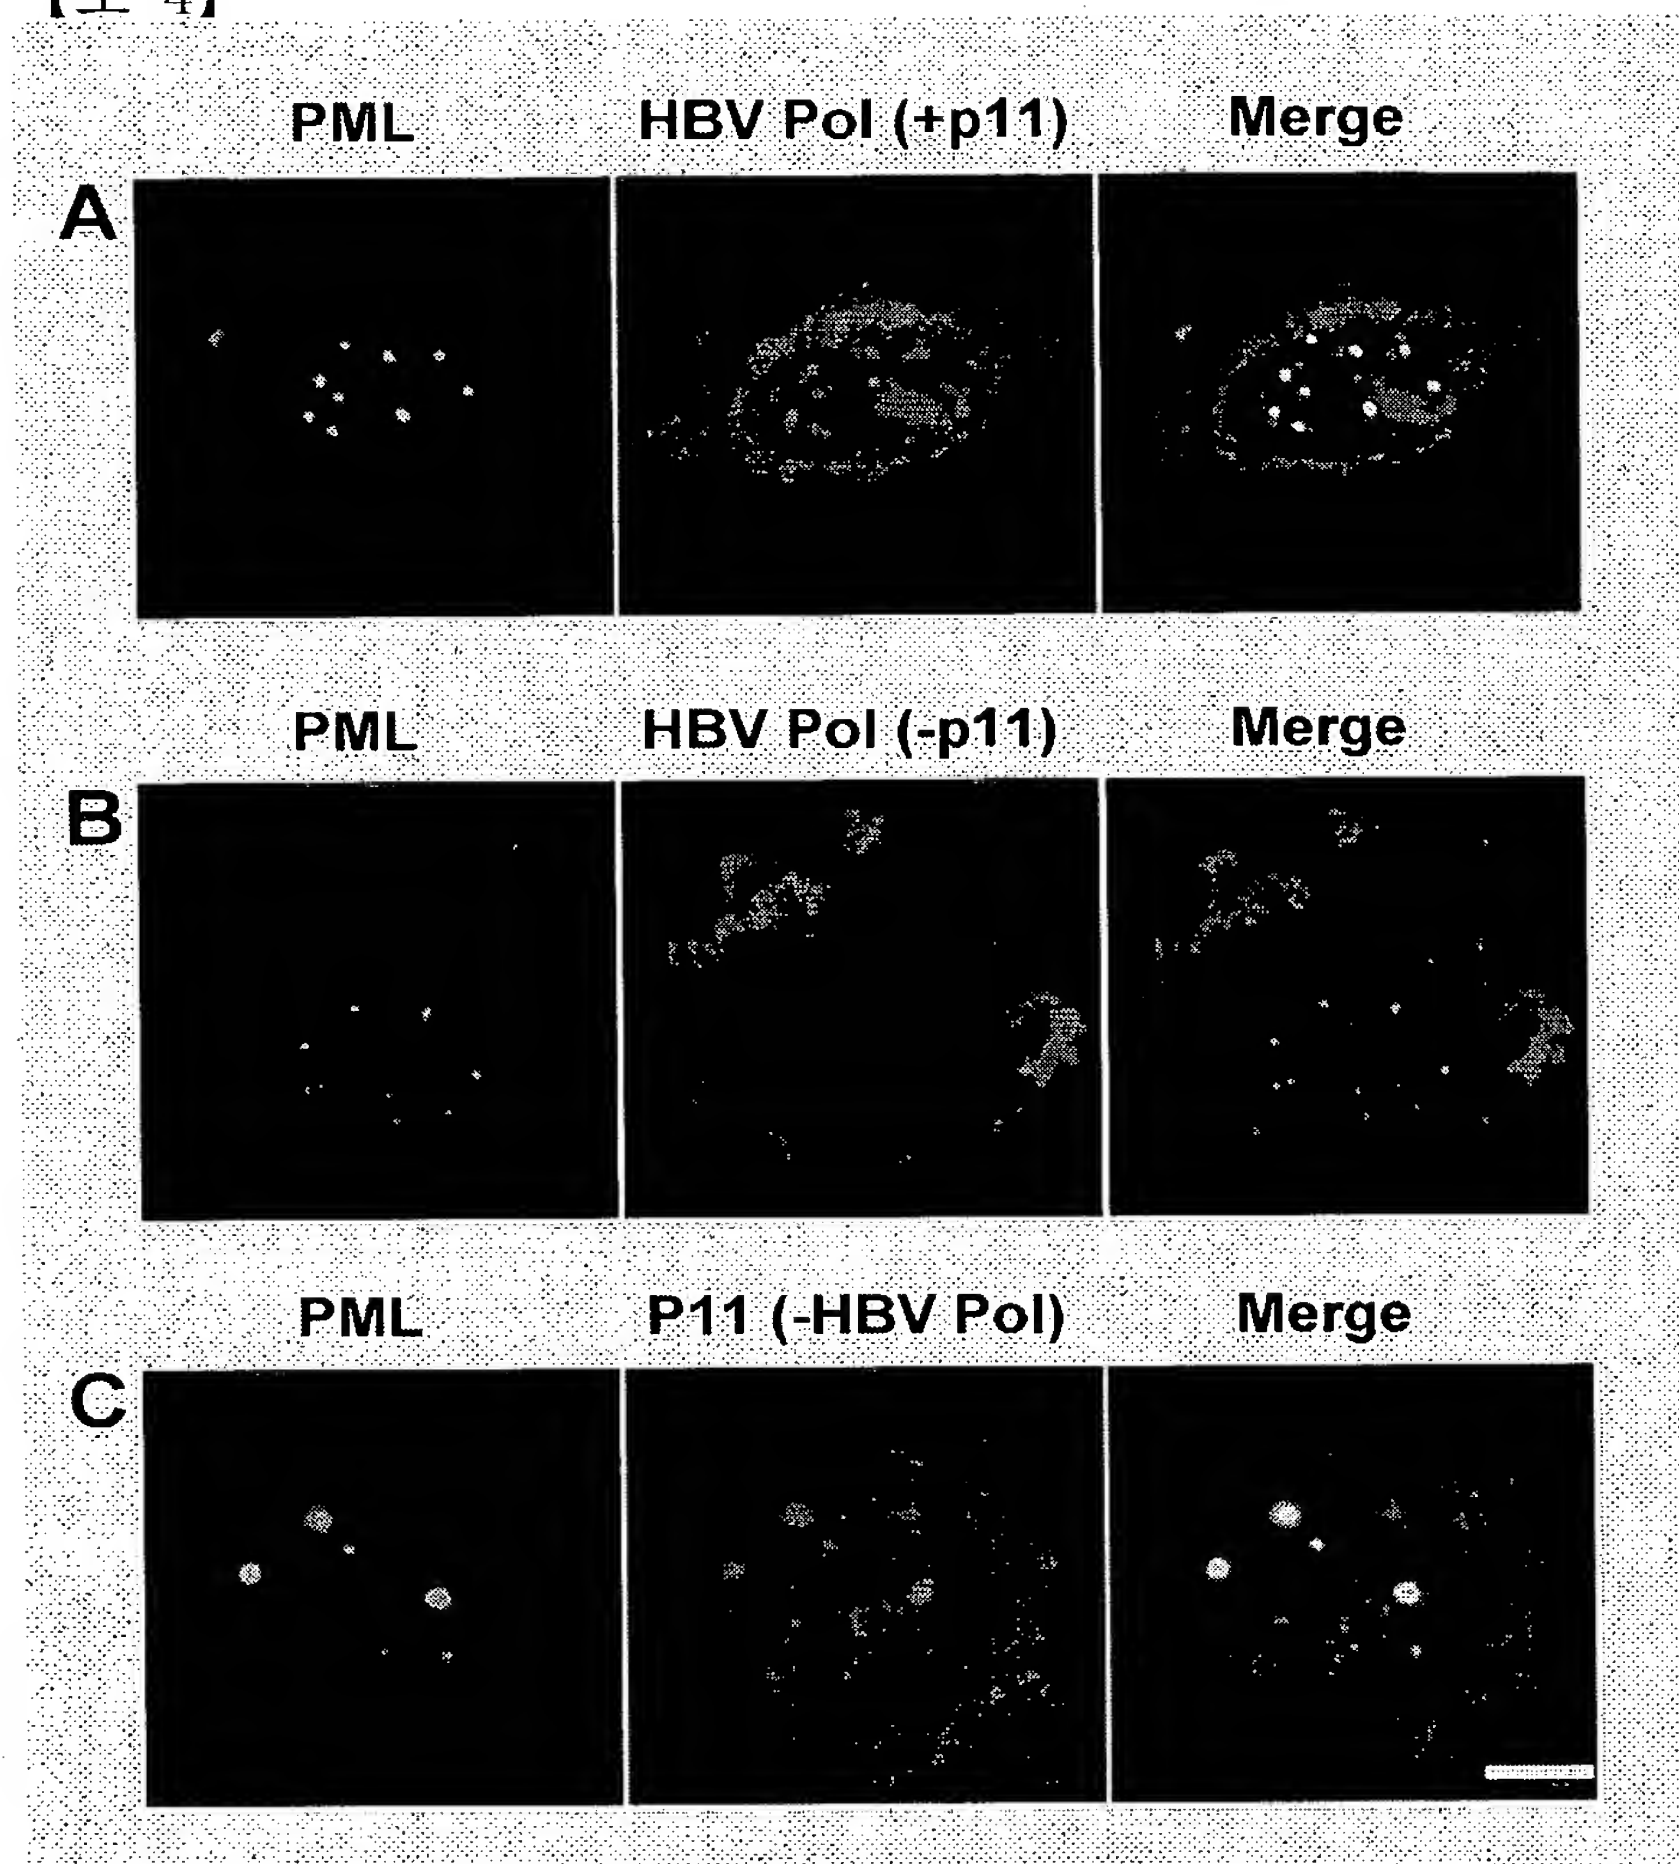 PML HBV Pol (+p11) Merge
A
PML HBV Pol (-p11) Merge
B
PML P11 (-HBV Pol) Merge
C